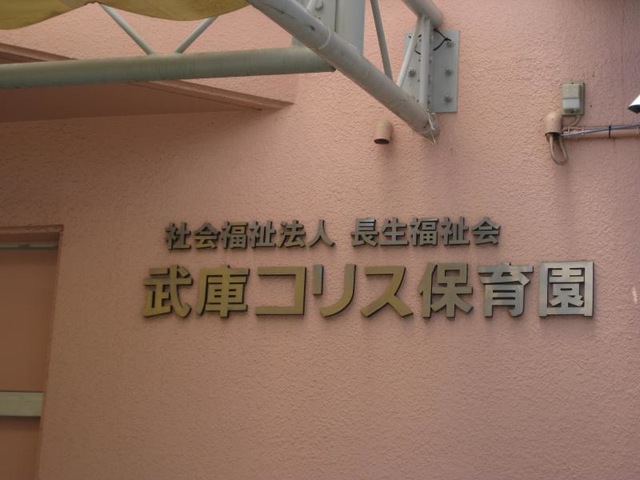 社会福祉法人 長生福祉会
武庫コリス保育園